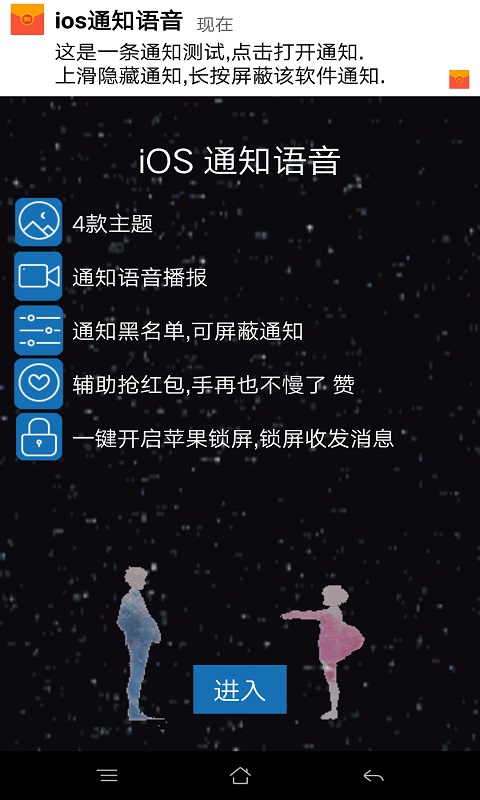 ios通知语音 现在
这是一条通知测试,点击打开通知.
上滑隐藏通知,长按屏蔽该软件通知.
iOS 通知语音
4款主题
通知语音播报
通知黑名单,可屏蔽通知
辅助抢红包,手再也不慢了 赞
一键开启苹果锁屏,锁屏收发消息
进入